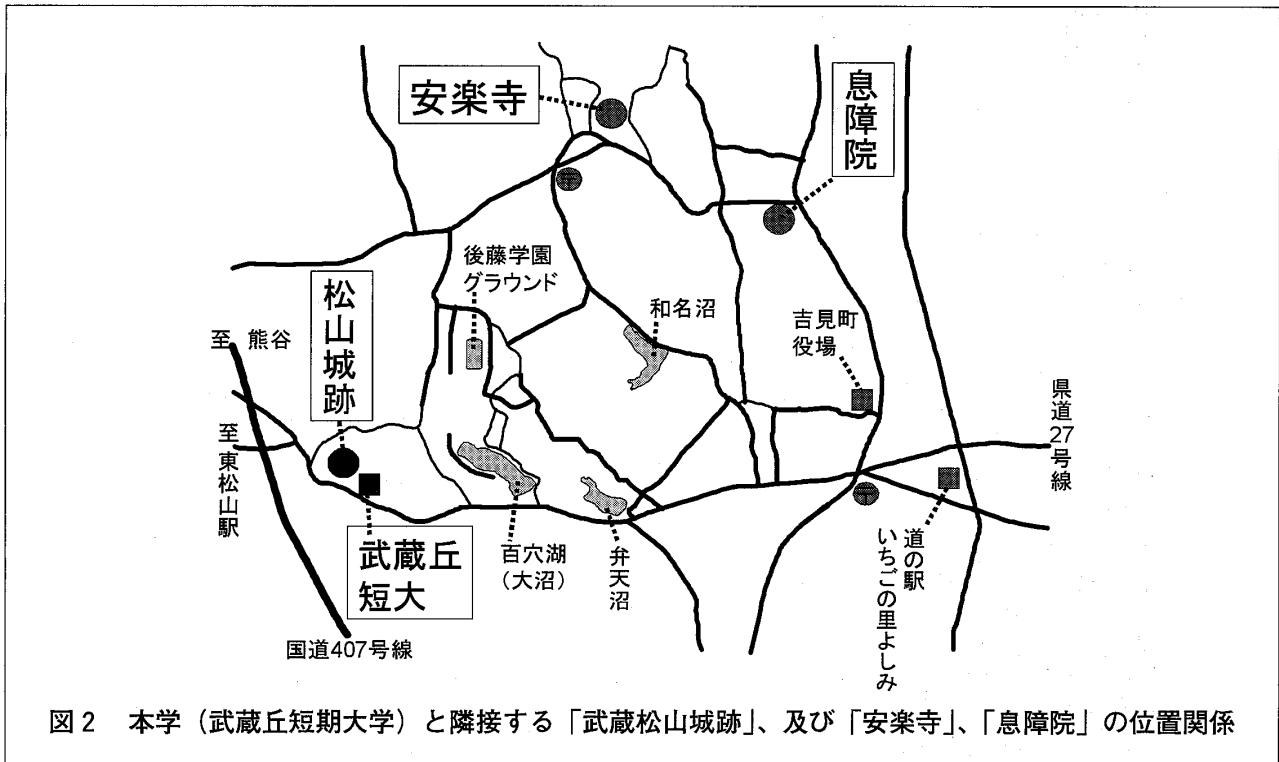 安楽寺
息障院
〒
後藤学園
グラウンド
和名沼
吉見町
役場
松山城跡
至 熊谷
至 東松山駅
県道27号線
武蔵丘
短大
百穴湖
(大沼)
弁天沼
〒
道の駅
いちごの里よしみ
国道407号線
図2 本学(武蔵丘短期大学)と隣接する「武蔵松山城跡」、及び「安楽寺」、「息障院」の位置関係